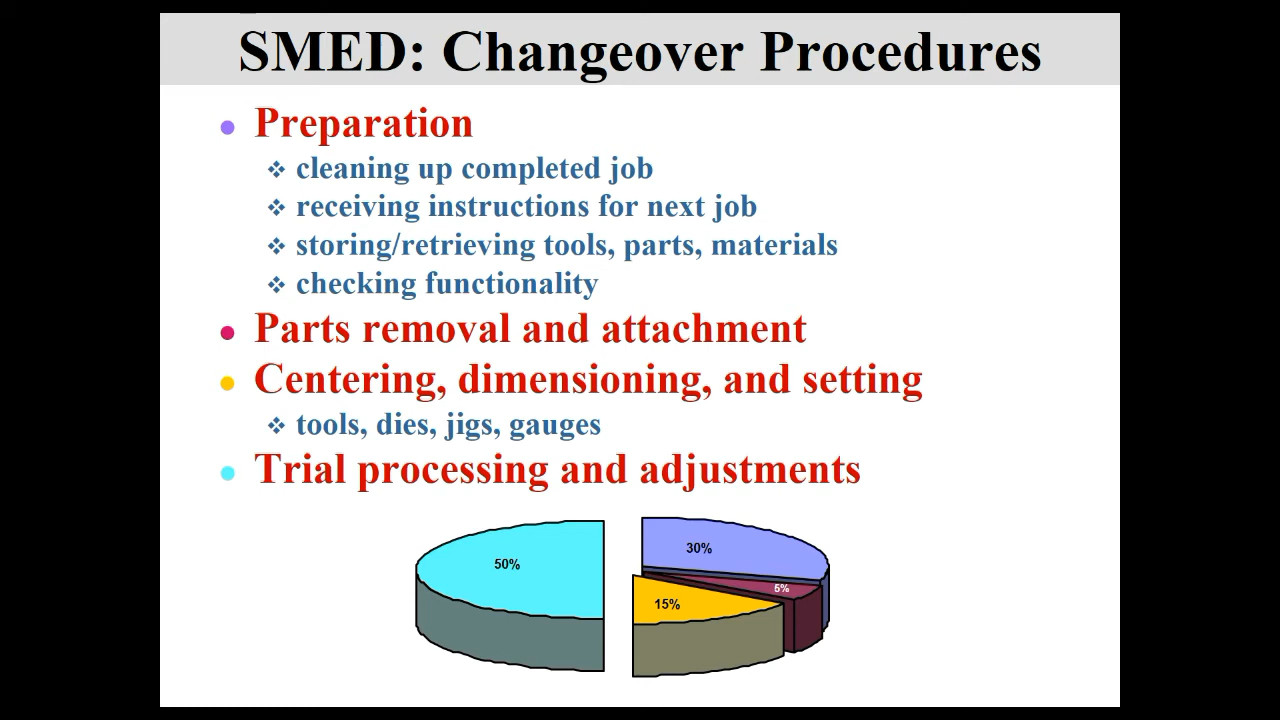 SMED: Changeover Procedures
Preparation
cleaning up completed job
receiving instructions for next job
storing/retrieving tools, parts, materials
checking functionality
Parts removal and attachment
Centering, dimensioning, and setting
tools, dies, jigs, gauges
Trial processing and adjustments
50%
30%
5%
15%